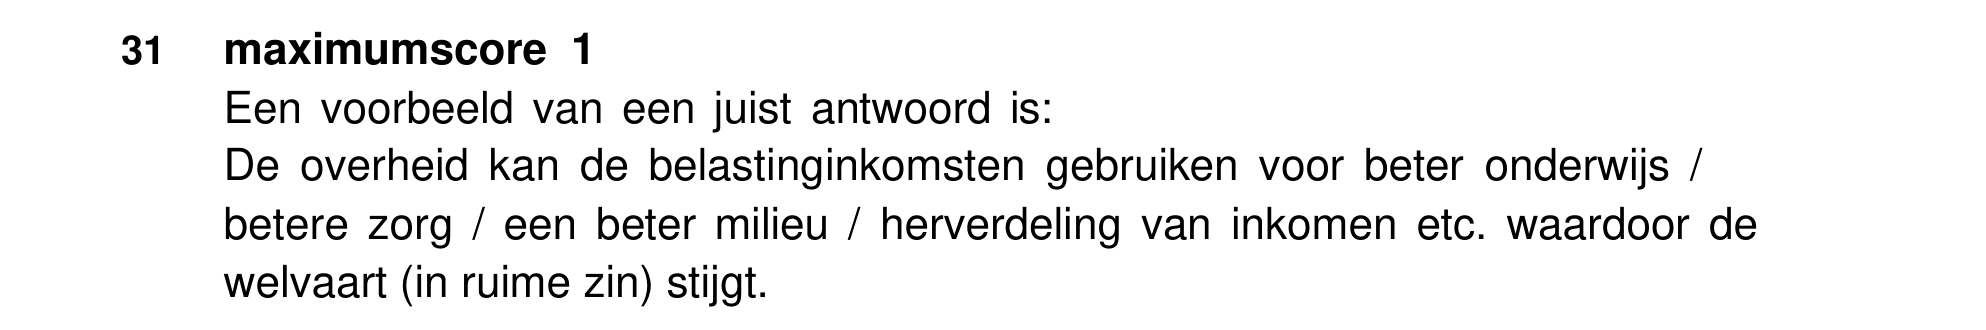 31 maximumscore 1
Een voorbeeld van een juist antwoord is:
De overheid kan de belastinginkomsten gebruiken voor beter onderwijs /
betere zorg / een beter milieu / herverdeling van inkomen etc. waardoor de
welvaart (in ruime zin) stijgt.